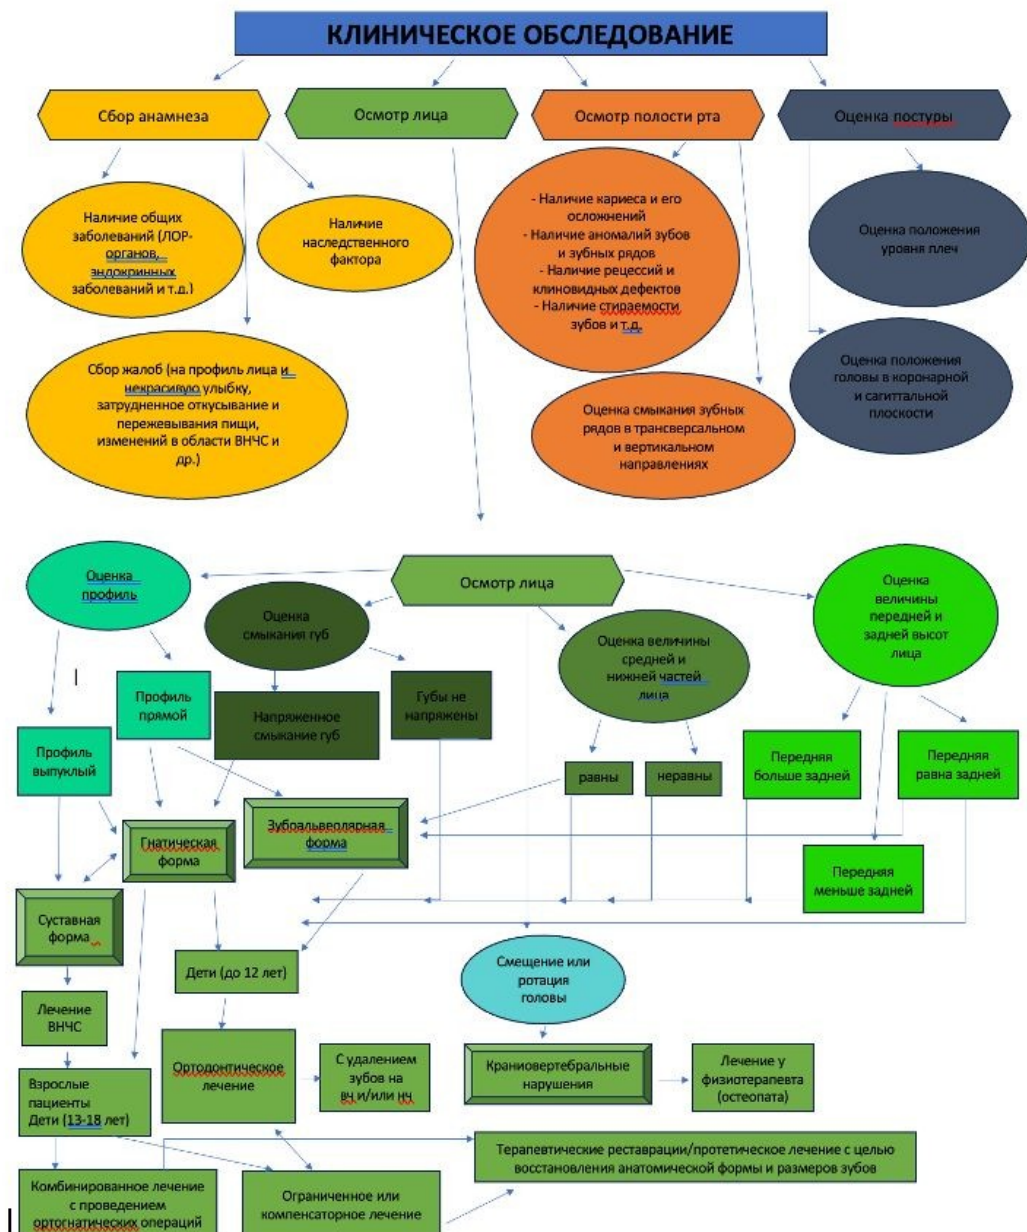 КЛИНИЧЕСКОЕ ОБСЛЕДОВАНИЕ
Сбор анамнеза
Осмотр лица
Осмотр полости рта
Оценка постуры
Наличие общих
заболеваний (ЛОР-
органов,
эндокринных
заболеваний и т.д.)
Наличие
наследственного
фактора
- Наличие кариеса и его
осложнений
- Наличие аномалий зубов
и зубных рядов
- Наличие рецессий и
клиновидных дефектов
- Наличие стираемости
зубов и т.д.
Оценка положения
уровня плеч
Сбор жалоб (на профиль лица и
некрасивую улыбку,
затрудненное откусывание и
пережевывания пищи,
изменений в области ВНЧС и
др.)
Оценка смыкания зубных
рядов в трансверсальном
и вертикальном
направлениях
Оценка положения
головы в коронарной
и сагиттальной
плоскости
Оценка
профиль
Осмотр лица
Оценка
смыкания губ
Оценка величины
средней и
нижней частей
лица
Оценка
величины
передней и
задней высот
лица
Профиль
прямой
Напряженное
смыкание губ
Губы не
напряжены
Профиль
выпуклый
равны
неравны
Передняя
больше задней
Передняя
равна задней
Гнатическая
форма
Зубоальвеолярная
форма
Передняя
меньше задней
Суставная
форма
Дети (до 12 лет)
Смещение или
ротация
головы
Лечение
ВНЧС
Ортодонтическое
лечение
С удалением
зубов на
вч и/или нч
Краниовертебральные
нарушения
Лечение у
физиотерапевта
(остеопата)
Взрослые
пациенты
Дети (13-18 лет)
Терапевтические реставрации/протетическое лечение с целью
восстановления анатомической формы и размеров зубов
Комбинированное лечение
с проведением
ортогнатических операций
Ограниченное или
компенсаторное лечение